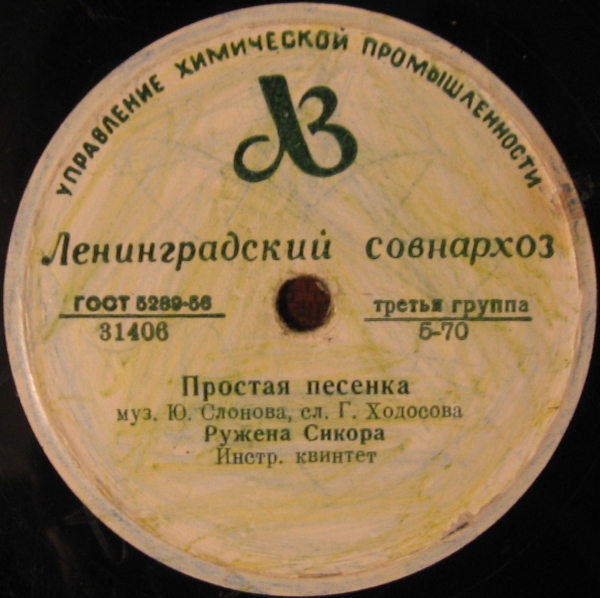 УПРАВЛЕНИЕ ХИМИЧЕСКОЙ ПРОМЫШЛЕННОСТИ
ЛЗ
Ленинградский совнархоз
ГОСТ 5289-56 третья группа
31406 5-70
Простая песенка
муз. Ю. Слонова, сл. Г. Ходосова
Ружена Сикора
Инстр. квинтет